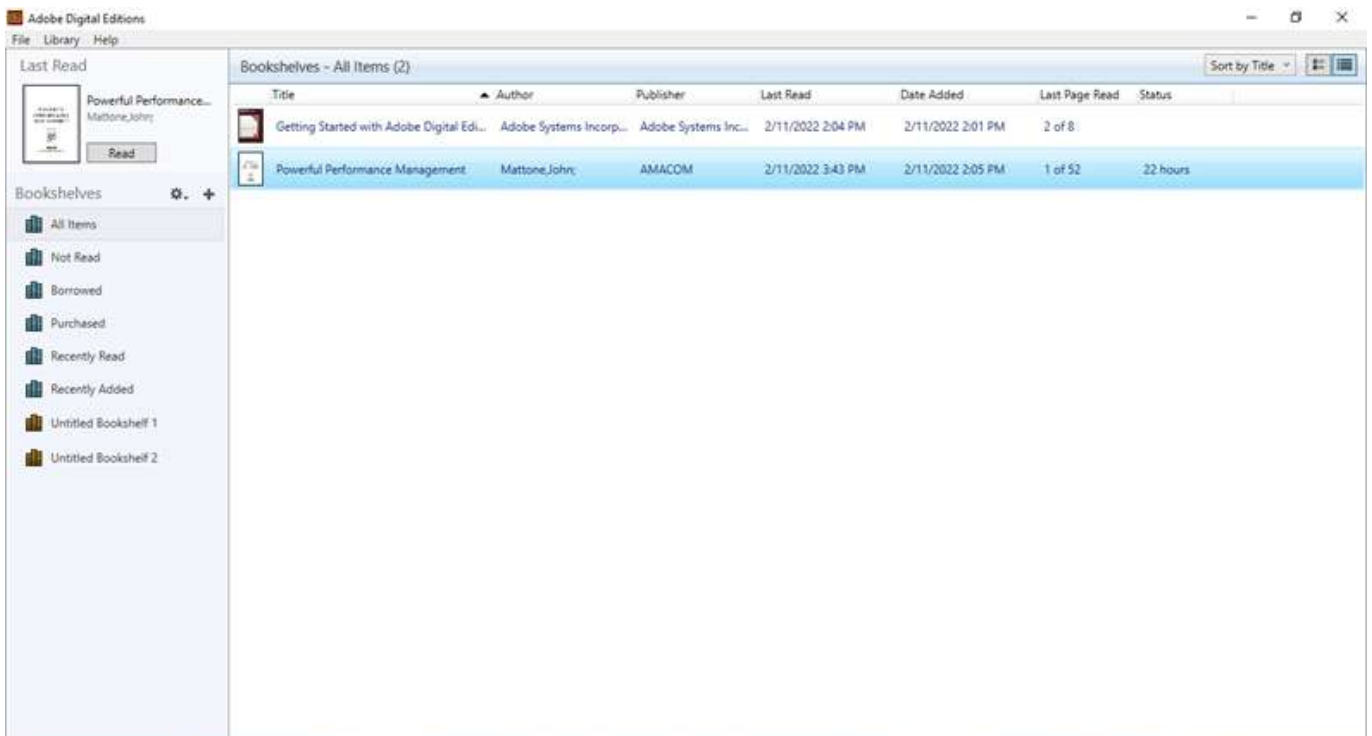 Adobe Digital Editions
File Library Help
Last Read
Powerful Performance...
Mattone,John;
Read
Bookshelves
All Items
Not Read
Borrowed
Purchased
Recently Read
Recently Added
Untitled Bookshelf 1
Untitled Bookshelf 2
Bookshelves - All Items (2)
Sort by Title
Title Author Publisher Last Read Date Added Last Page Read Status
Getting Started with Adobe Digital Edi... Adobe Systems Incorp... Adobe Systems Inc... 2/11/2022 2:04 PM 2/11/2022 2:01 PM 2 of 8
Powerful Performance Management Mattone,John; AMACOM 2/11/2022 3:43 PM 2/11/2022 2:05 PM 1 of 52 22 hours